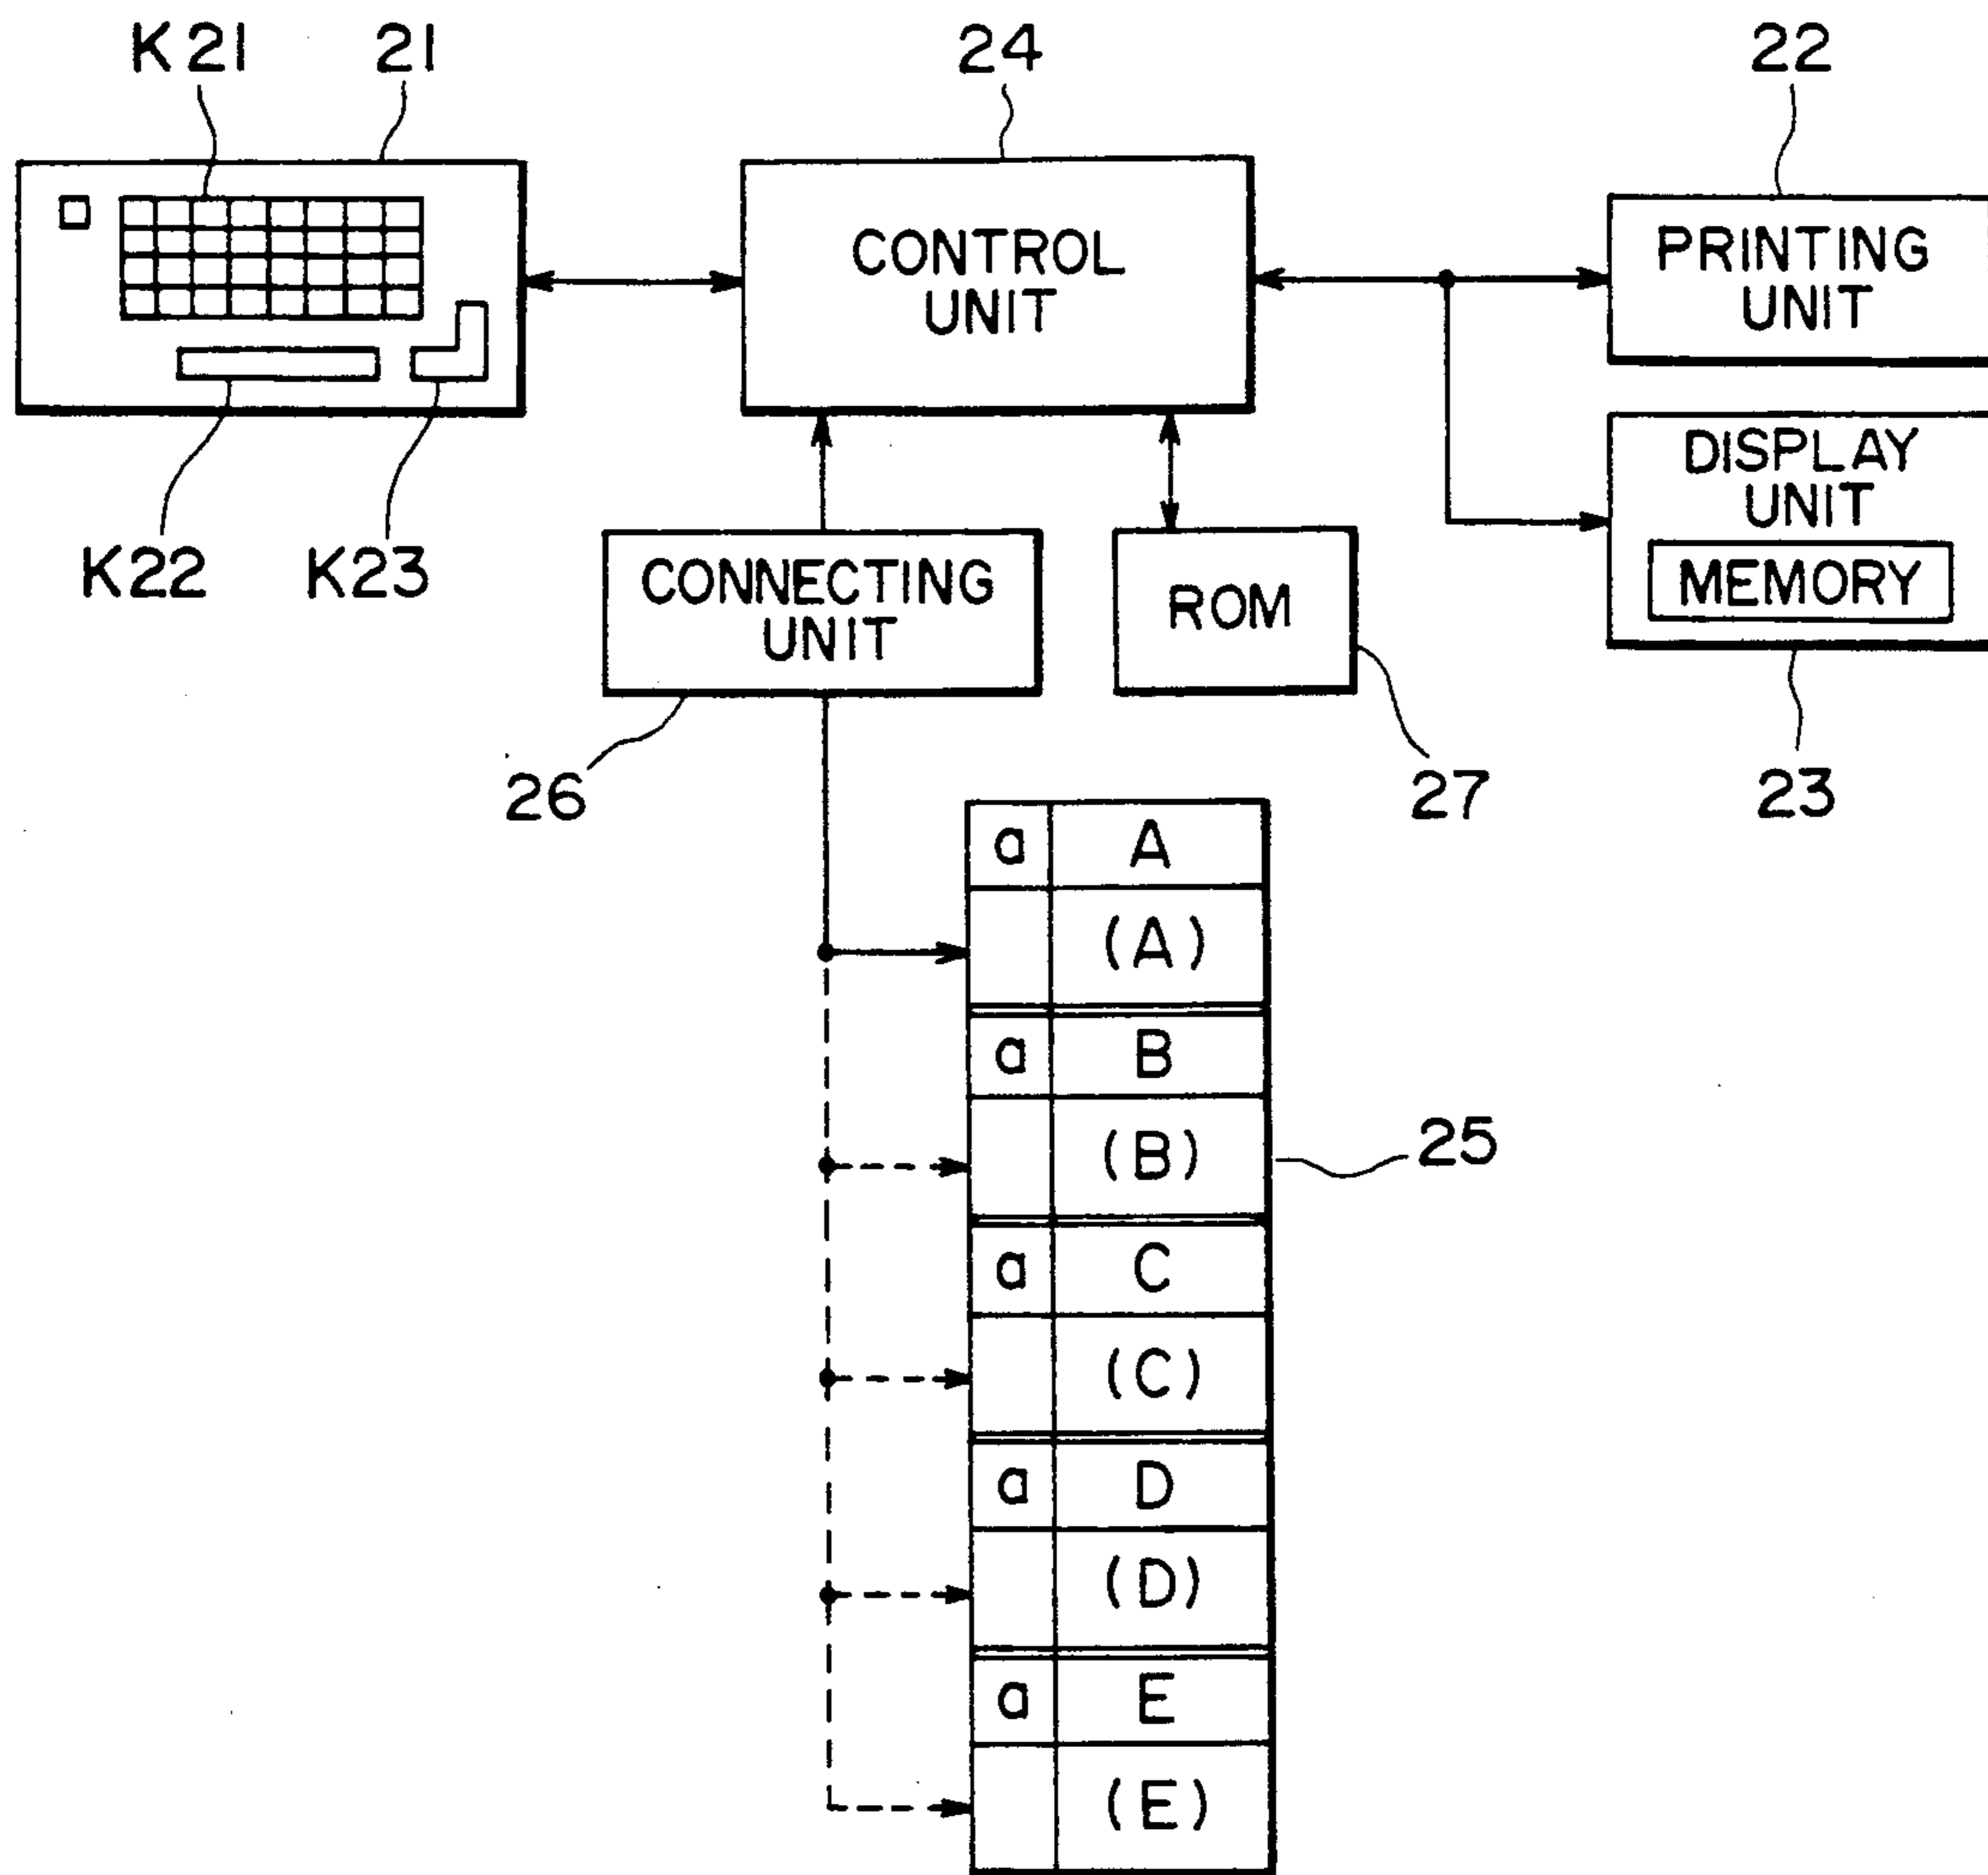 K21
21
24
22
CONTROL
UNIT
PRINTING
UNIT
DISPLAY
UNIT
MEMORY
K22
K23
CONNECTING
UNIT
ROM
26
27
23
a A
(A)
a B
(B)
25
a C
(C)
a D
(D)
a E
(E)